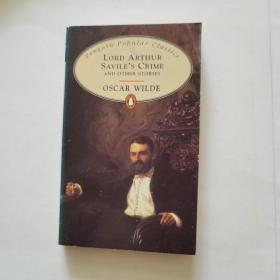 Penguin Popular Classics
LORD ARTHUR
SAVILE'S CRIME
AND OTHER STORIES
OSCAR WILDE